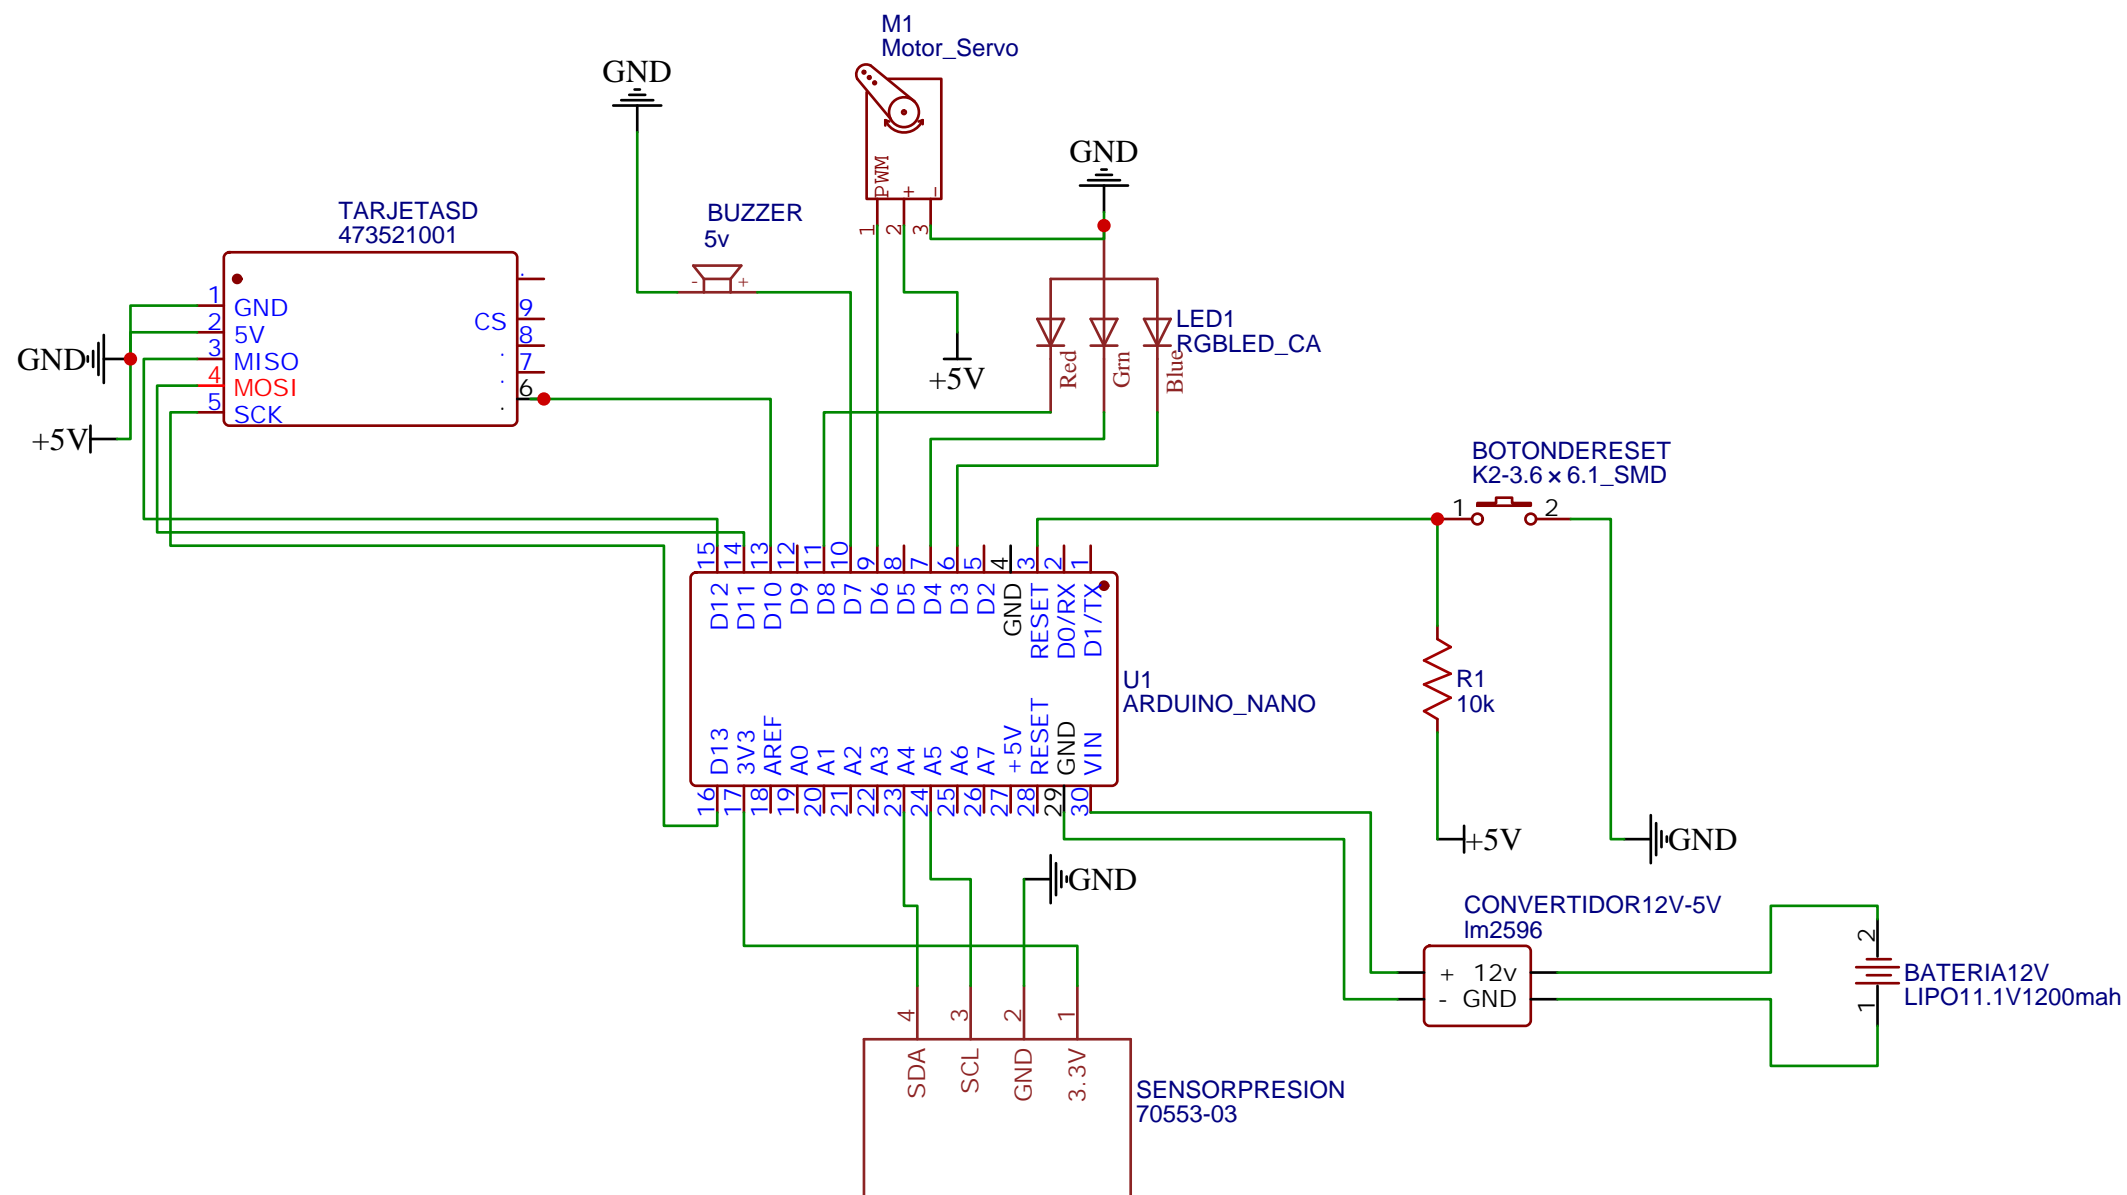 M1
Motor_Servo
GND
PWM
+
-
1
2
3
GND
TARJETASD
473521001
BUZZER
5v
-
+
1
GND
2
5V
3
MISO
4
MOSI
5
SCK
.
9
CS
8
.
7
.
6
.
GND
+5V
+5V
LED1
RGBLED_CA
Red
Grn
Blue
BOTONDERESET
K2-3.6×6.1_SMD
1
2
15
14
13
12
11
10
9
8
7
6
5
4
3
2
1
D12
D11
D10
D9
D8
D7
D6
D5
D4
D3
D2
GND
RESET
D0/RX
D1/TX
U1
ARDUINO_NANO
R1
10k
D13
3V3
AREF
A0
A1
A2
A3
A4
A5
A6
A7
+5V
RESET
GND
VIN
16
17
18
19
20
21
22
23
24
25
26
27
28
29
30
+5V
GND
GND
CONVERTIDOR12V-5V
lm2596
+ 12v
- GND
2
1
BATERIA12V
LIPO11.1V1200mah
4
3
2
1
SDA
SCL
GND
3.3V
SENSORPRESION
70553-03